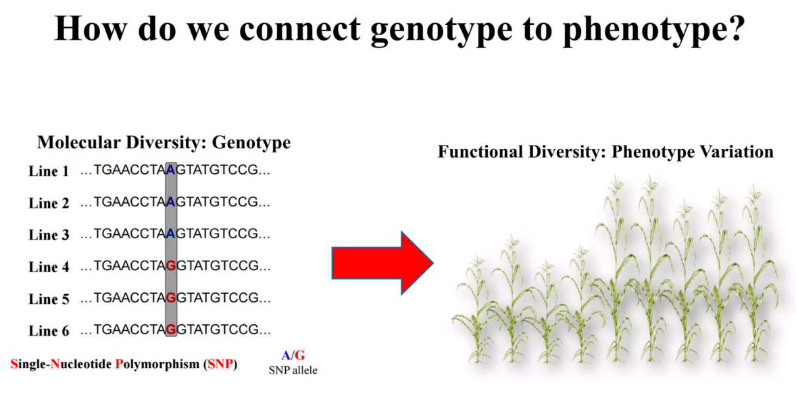 How do we connect genotype to phenotype?
Molecular Diversity: Genotype
Line 1 ...TGAACCTAAGTATGTCCG...
Line 2 ...TGAACCTAAGTATGTCCG...
Line 3 ...TGAACCTAAGTATGTCCG...
Line 4 ...TGAACCTAGGTATGTCCG...
Line 5 ...TGAACCTAGGTATGTCCG...
Line 6 ...TGAACCTAGGTATGTCCG...
Single-Nucleotide Polymorphism (SNP)
A/G
SNP allele
Functional Diversity: Phenotype Variation